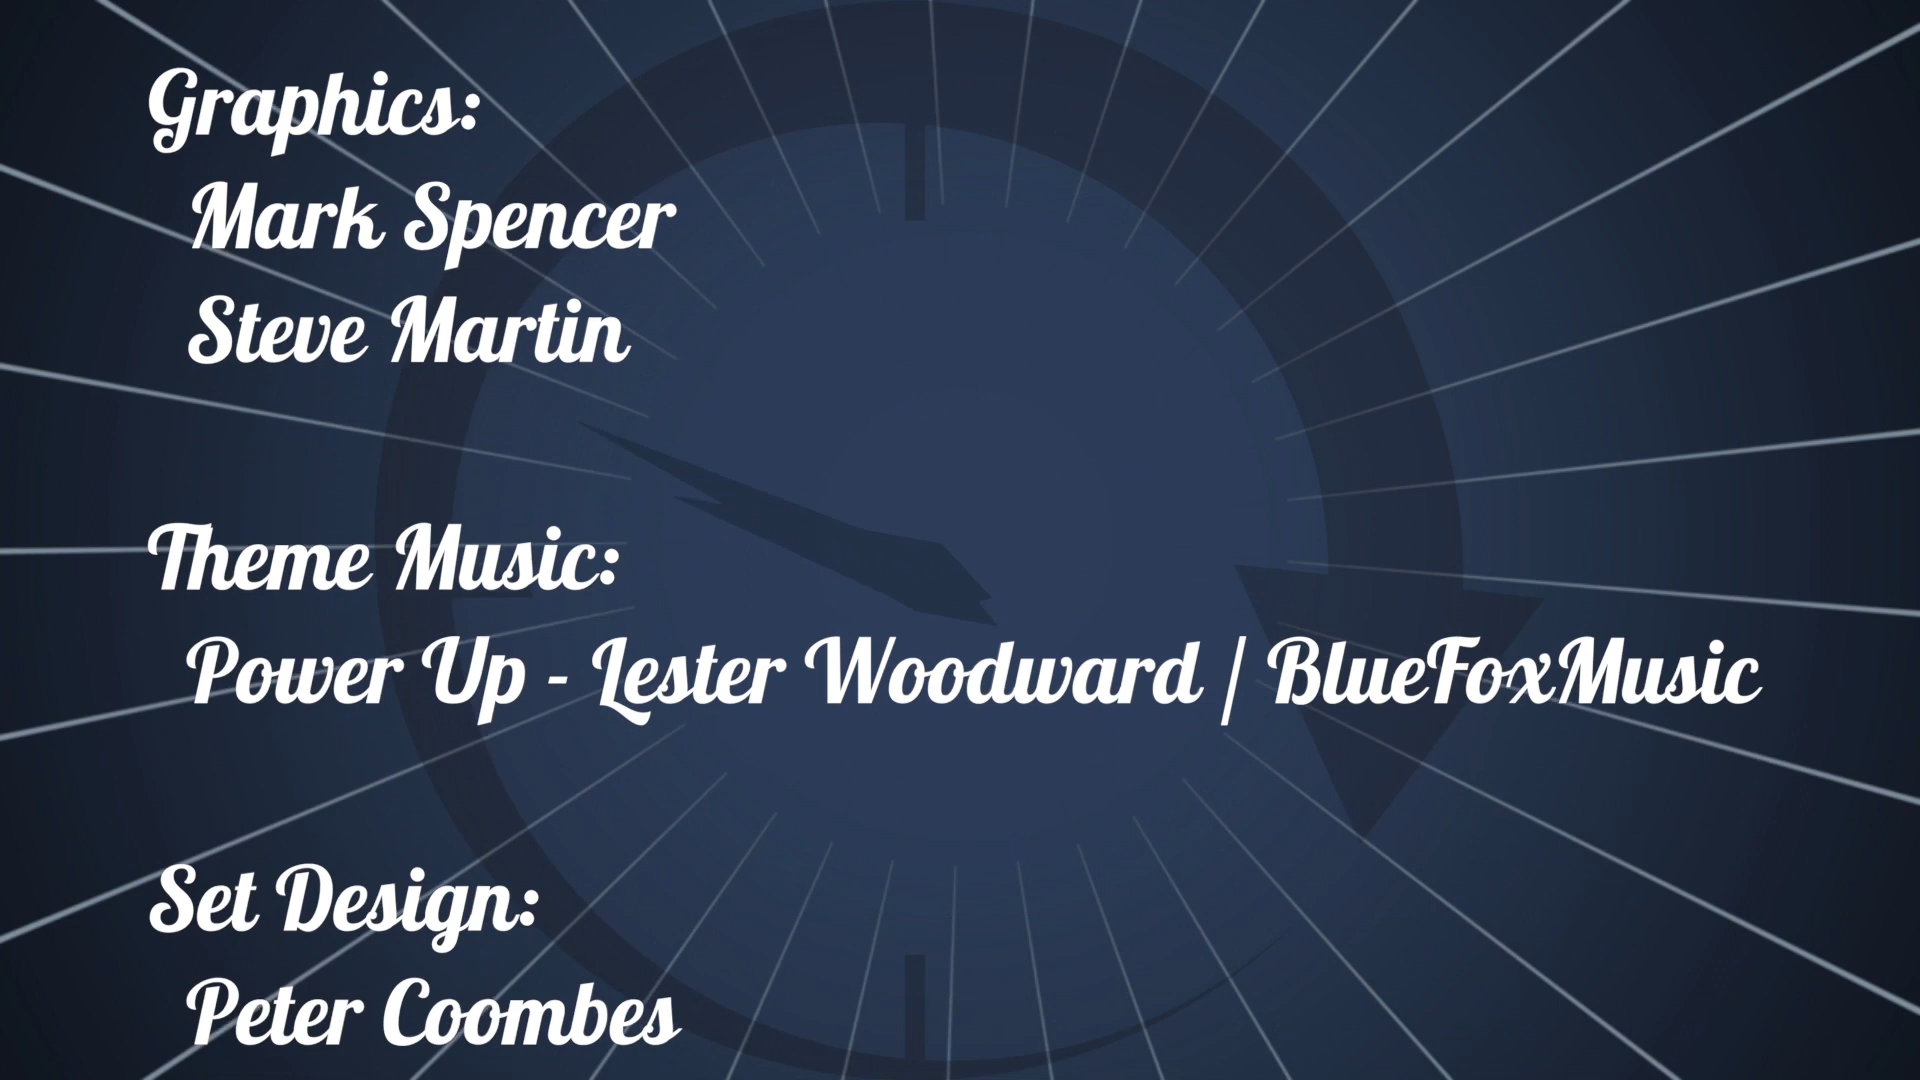 Graphics:
Mark Spencer
Steve Martin
Theme Music:
Power Up - Lester Woodward / BlueFoxMusic
Set Design:
Peter Coombes